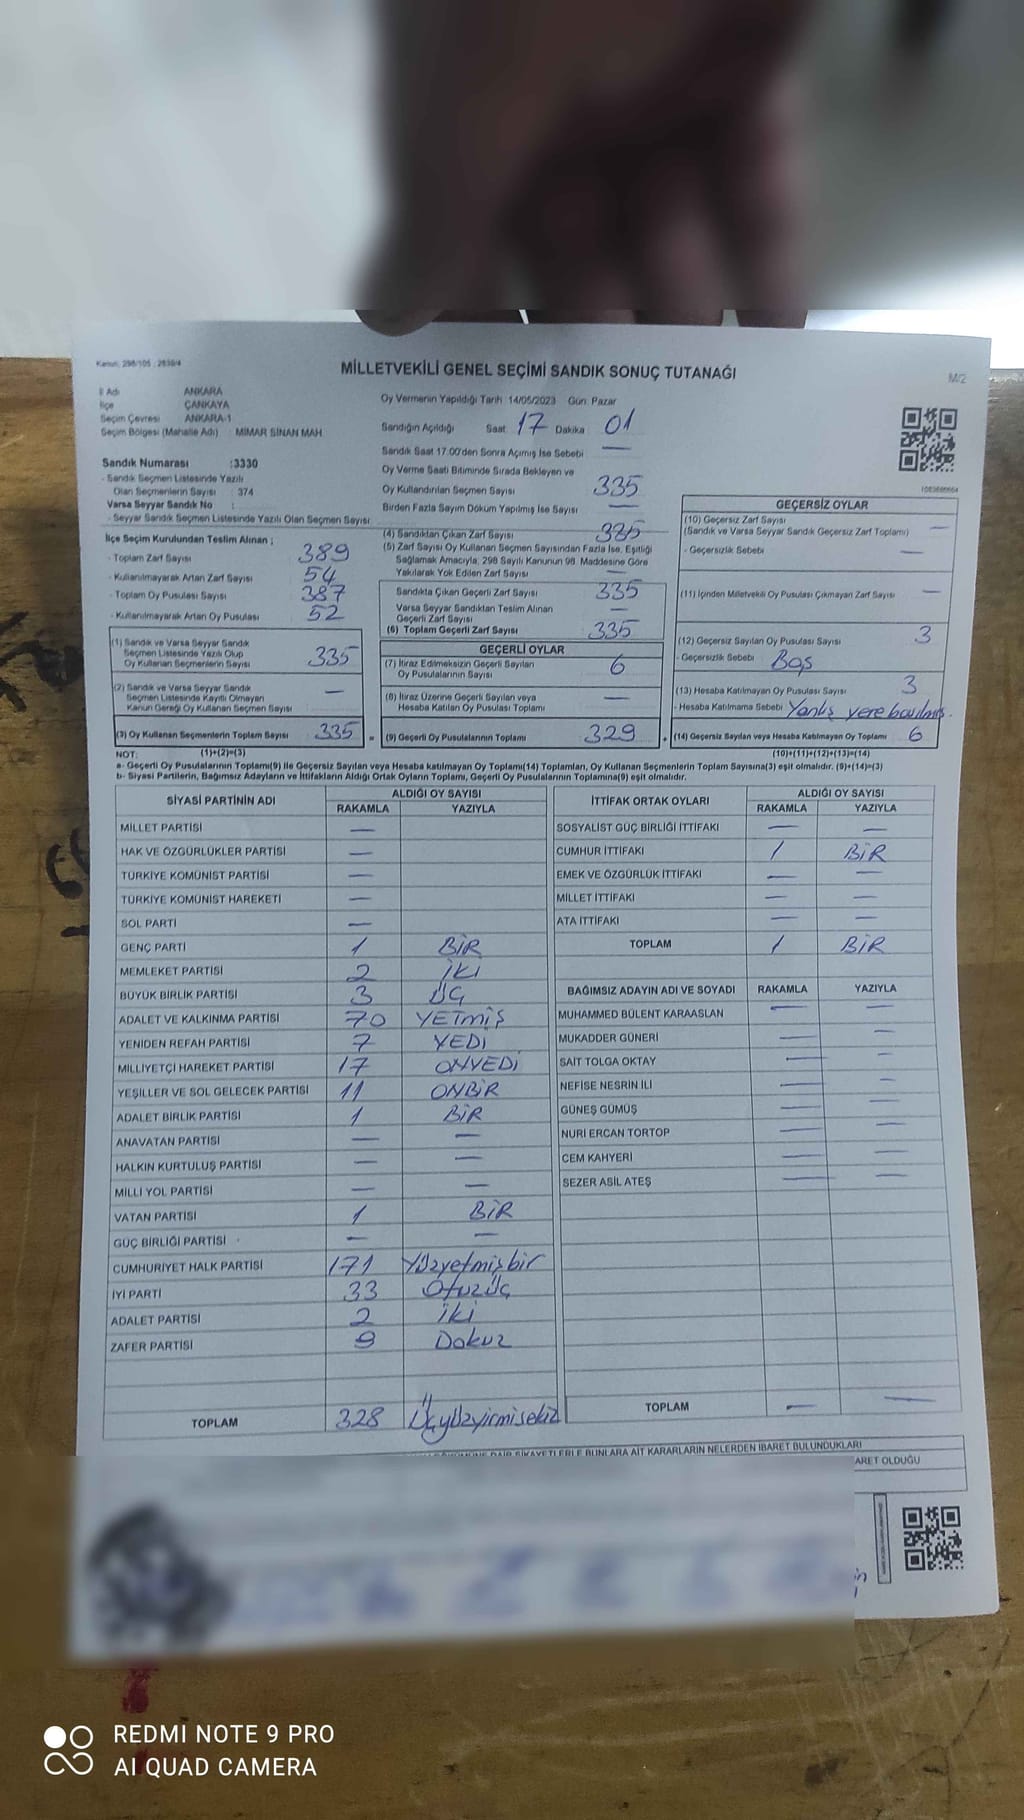 Kanun: 298/105 ; 2839/4
MİLLETVEKİLİ GENEL SEÇİMİ SANDIK SONUÇ TUTANAĞI
M/2
İl Adı ANKARA
İlçe ÇANKAYA
Seçim Çevresi ANKARA-1
Seçim Bölgesi (Mahalle Adı) : MİMAR SİNAN MAH.
Oy Vermenin Yapıldığı Tarih 14/05/2023 Gün: Pazar
Sandığın Açıldığı Saat 17 Dakika 01
Sandık Saat 17.00'den Sonra Açımış İse Sebebi —
Oy Verme Saati Bitiminde Sırada Bekleyen ve
Oy Kullandırılan Seçmen Sayısı 335
Birden Fazla Sayım Döküm Yapılmış İse Sayısı —
Sandık Numarası :3330
- Sandık Seçmen Listesinde Yazılı
Olan Seçmenlerin Sayısı : 374
Varsa Seyyar Sandık No :
- Seyyar Sandık Seçmen Listesinde Yazılı Olan Seçmen Sayısı :
İlçe Seçim Kurulundan Teslim Alınan ;
- Toplam Zarf Sayısı 389
- Kullanılmayarak Artan Zarf Sayısı 54
- Toplam Oy Pusulası Sayısı 387
- Kullanılmayarak Artan Oy Pusulası 52
(1) Sandık ve Varsa Seyyar Sandık
Seçmen Listesinde Yazılı Olup
Oy Kullanan Seçmenlerin Sayısı 335
(2) Sandık ve Varsa Seyyar Sandık
Seçmen Listesinde Kayıtlı Olmayan
Kanun Gereği Oy Kullanan Seçmen Sayısı —
(3) Oy Kullanan Seçmenlerin Toplam Sayısı 335 =
(4) Sandıktan Çıkan Zarf Sayısı 335
(5) Zarf Sayısı Oy Kullanan Seçmen Sayısından Fazla İse, Eşitliği
Sağlamak Amacıyla, 298 Sayılı Kanunun 98. Maddesine Göre
Yakılarak Yok Edilen Zarf Sayısı —
Sandıkta Çıkan Geçerli Zarf Sayısı 335
Varsa Seyyar Sandıktan Teslim Alınan
Geçerli Zarf Sayısı —
(6) Toplam Geçerli Zarf Sayısı 335
GEÇERLİ OYLAR
(7) İtiraz Edilmeksizin Geçerli Sayılan
Oy Pusulalarının Sayısı 6
(8) İtiraz Üzerine Geçerli Sayılan veya
Hesaba Katılan Oy Pusulası Toplamı —
(9) Geçerli Oy Pusulalarının Toplamı 329 +
GEÇERSİZ OYLAR
(10) Geçersiz Zarf Sayısı
(Sandık ve Varsa Seyyar Sandık Geçersiz Zarf Toplamı) —
- Geçersizlik Sebebi —
(11) İçinden Milletvekili Oy Pusulası Çıkmayan Zarf Sayısı —
(12) Geçersiz Sayılan Oy Pusulası Sayısı 3
- Geçersizlik Sebebi Boş
(13) Hesaba Katılmayan Oy Pusulası Sayısı 3
- Hesaba Katılmama Sebebi Yanlış yere basılmış.
(14) Geçersiz Sayılan veya Hesaba Katılmayan Oy Toplamı 6
NOT: (1)+(2)=(3) (10)+(11)+(12)+(13)=(14)
a- Geçerli Oy Pusulasının Toplamı(9) ile Geçersiz Sayılan veya Hesaba katılmayan Oy Toplamı(14) Toplamları, Oy Kullanan Seçmenlerin Toplam Sayısına(3) eşit olmalıdır. (9)+(14)=(3)
b- Siyasi Partilerin, Bağımsız Adayların ve İttifakların Aldığı Ortak Oyların Toplamı, Geçerli Oy Pusulalarının Toplamına(9) eşit olmalıdır.
SİYASİ PARTİNİN ADI ALDIĞI OY SAYISI
RAKAMLA YAZIYLA
MİLLET PARTİSİ —
HAK VE ÖZGÜRLÜKLER PARTİSİ —
TÜRKİYE KOMÜNİST PARTİSİ —
TÜRKİYE KOMÜNİST HAREKETİ —
SOL PARTİ —
GENÇ PARTİ 1 BİR
MEMLEKET PARTİSİ 2 İKİ
BÜYÜK BİRLİK PARTİSİ 3 ÜÇ
ADALET VE KALKINMA PARTİSİ 70 YETMİŞ
YENİDEN REFAH PARTİSİ 7 YEDİ
MİLLİYETÇİ HAREKET PARTİSİ 17 ONYEDİ
YEŞİLLER VE SOL GELECEK PARTİSİ 11 ONBİR
ADALET BİRLİK PARTİSİ 1 BİR
ANAVATAN PARTİSİ — —
HALKIN KURTULUŞ PARTİSİ — —
MİLLİ YOL PARTİSİ — —
VATAN PARTİSİ 1 BİR
GÜÇ BİRLİĞİ PARTİSİ — —
CUMHURİYET HALK PARTİSİ 171 Yüzyetmişbir
İYİ PARTİ 33 Otuzüç
ADALET PARTİSİ 2 İki
ZAFER PARTİSİ 9 Dokuz
TOPLAM 328 Üçyüzyirmisekiz
İTTİFAK ORTAK OYLARI ALDIĞI OY SAYISI
RAKAMLA YAZIYLA
SOSYALİST GÜÇ BİRLİĞİ İTTİFAKI — —
CUMHUR İTTİFAKI 1 BİR
EMEK VE ÖZGÜRLÜK İTTİFAKI — —
MİLLET İTTİFAKI — —
ATA İTTİFAKI — —
TOPLAM 1 BİR
BAĞIMSIZ ADAYIN ADI VE SOYADI RAKAMLA YAZIYLA
MUHAMMED BÜLENT KARAASLAN — —
MUKADDER GÜNERİ — —
SAİT TOLGA OKTAY — —
NEFİSE NESRİN İLİ — —
GÜNEŞ GÜMÜŞ — —
NURİ ERCAN TORTOP — —
CEM KAHYERİ — —
SEZER ASİL ATEŞ — —
TOPLAM — —
DAİR ŞİKAYETLERLE BUNLARA AİT KARARLARIN NELERDEN İBARET BULUNDUKLARI
OLDUĞU
REDMI NOTE 9 PRO
AI QUAD CAMERA